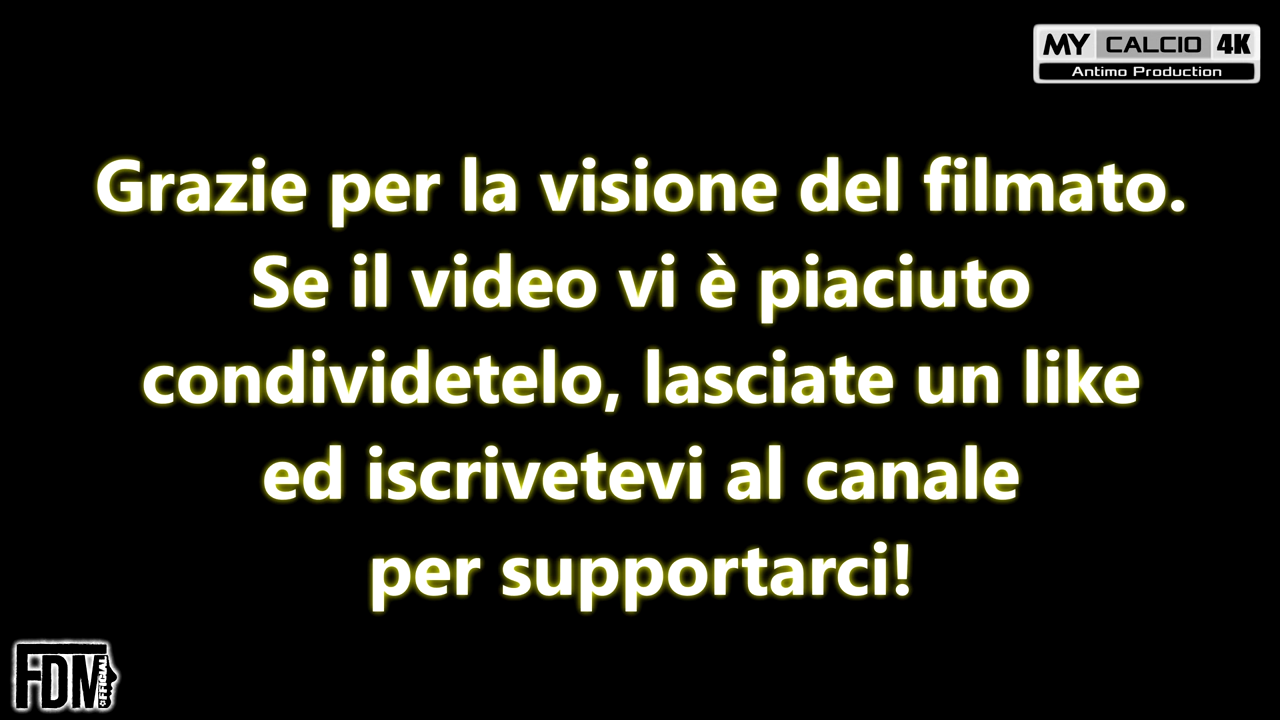 MY CALCIO 4K
Antimo Production
Grazie per la visione del filmato.
Se il video vi è piaciuto
condividetelo, lasciate un like
ed iscrivetevi al canale
per supportarci!
FDM
OFFICIAL